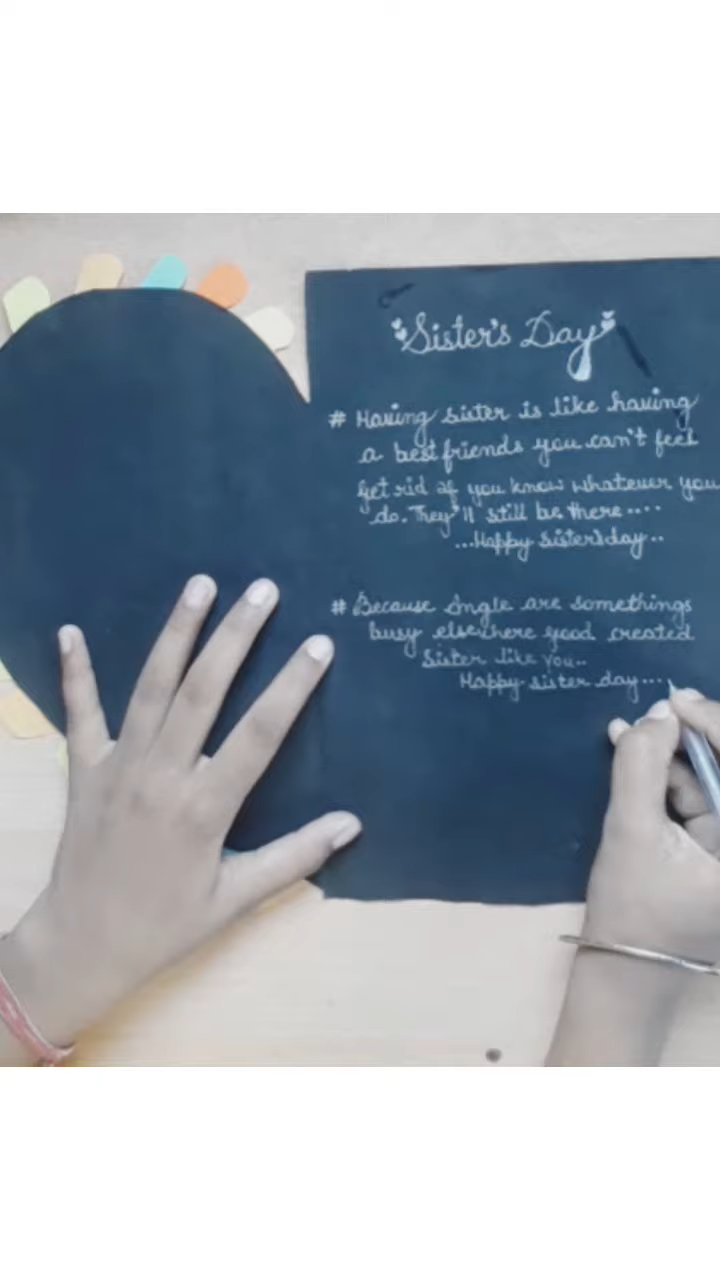 Sister's Day
# Having sister is like having
a best friends you can't feel
get rid of you know whatever you
do. They'll still be there....
...Happy sister's day..
# Because Angle are somethings
busy elsewhere good created
Sister like you..
Happy sister day...